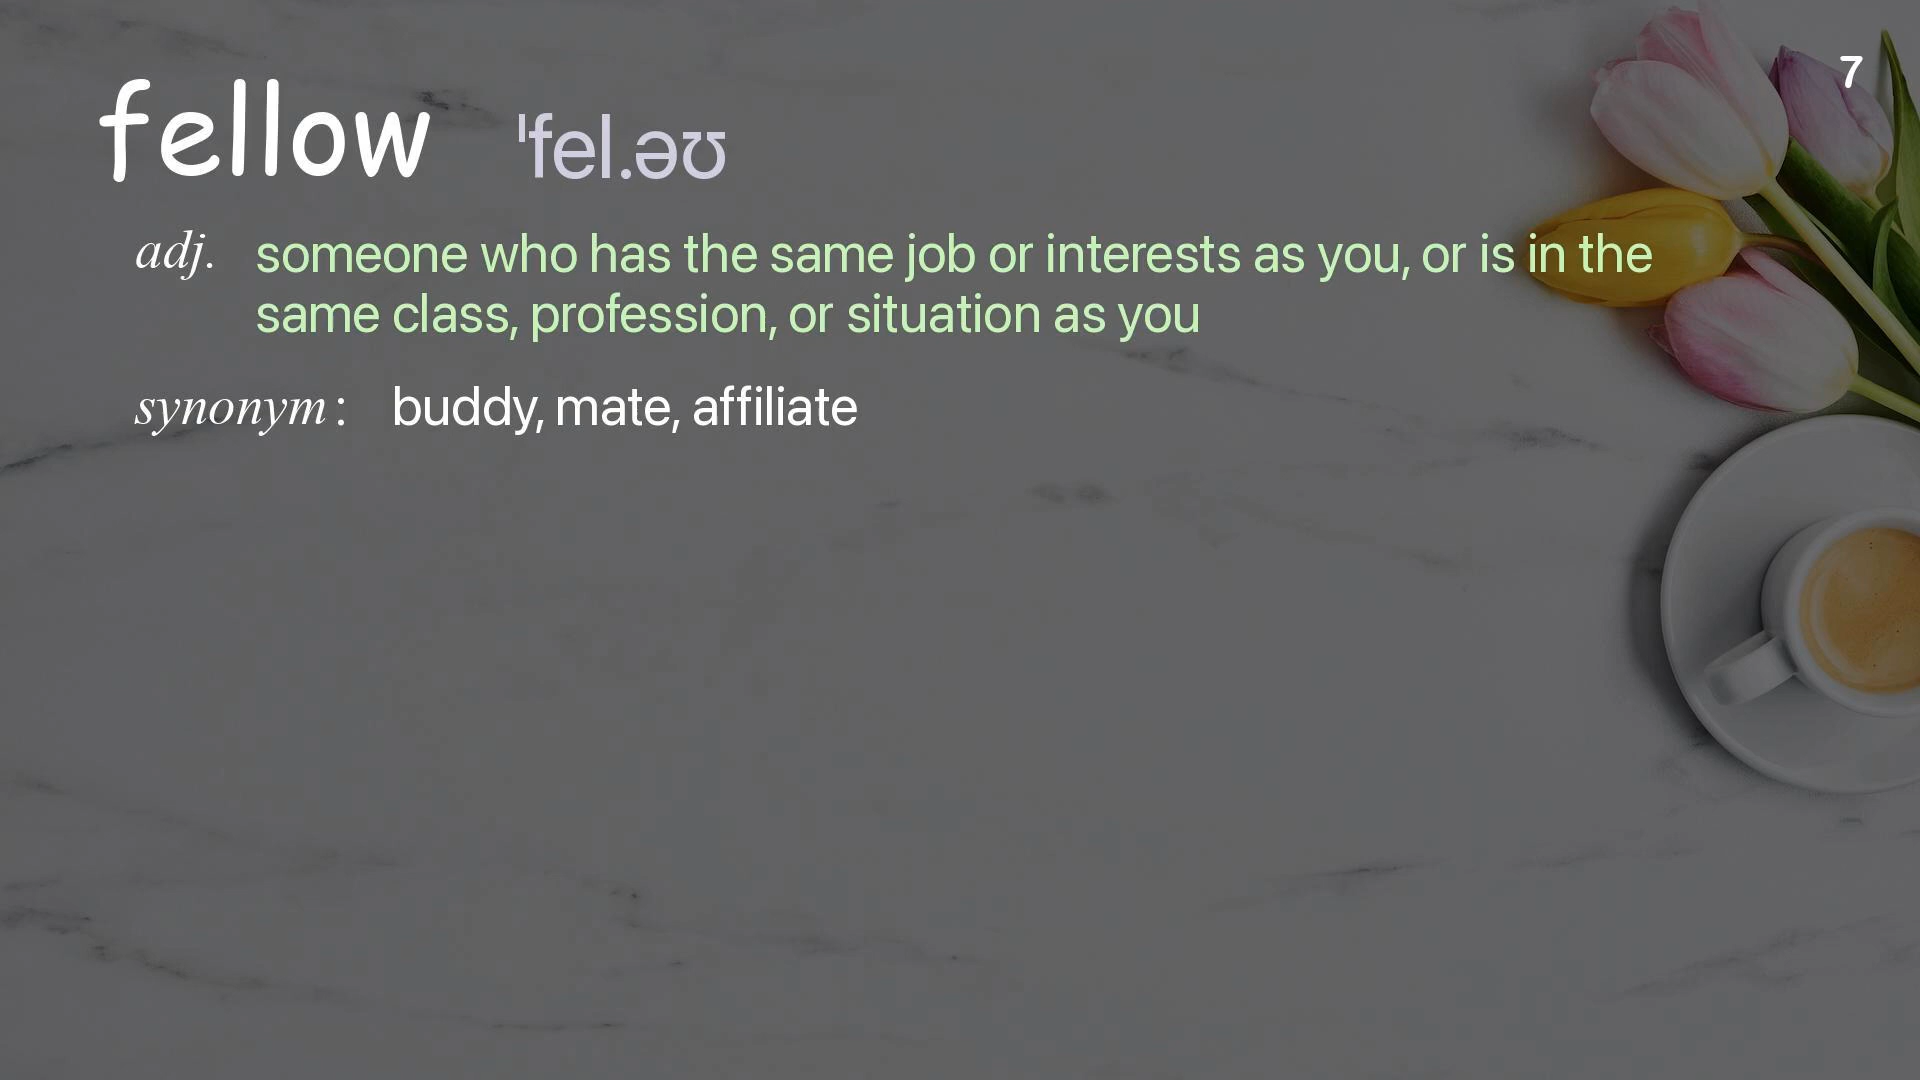 7
fellow ˈfel.əʊ
adj. someone who has the same job or interests as you, or is in the
same class, profession, or situation as you
synonym: buddy, mate, affiliate